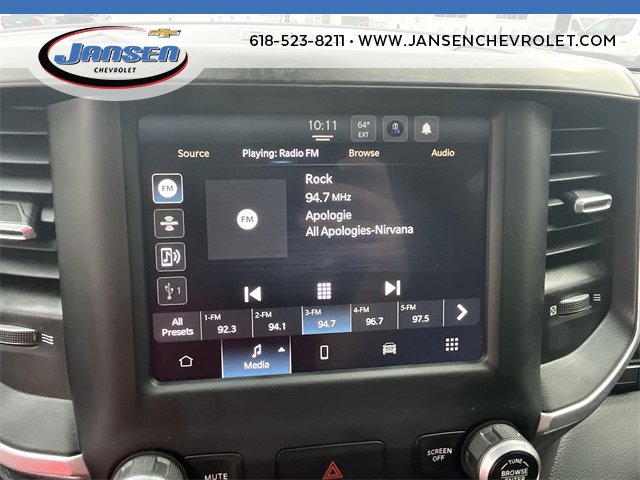 JANSEN
CHEVROLET
618-523-8211 • WWW.JANSENCHEVROLET.COM
10:11
64°
EXT
Source
Playing: Radio FM
Browse
Audio
FM
FM
Rock
94.7 MHz
Apologie
All Apologies-Nirvana
1
All
Presets
1-FM
92.3
2-FM
94.1
3-FM
94.7
4-FM
96.7
5-FM
97.5
Media
MUTE
SCREEN
OFF
TUNE
BROWSE
ENTER